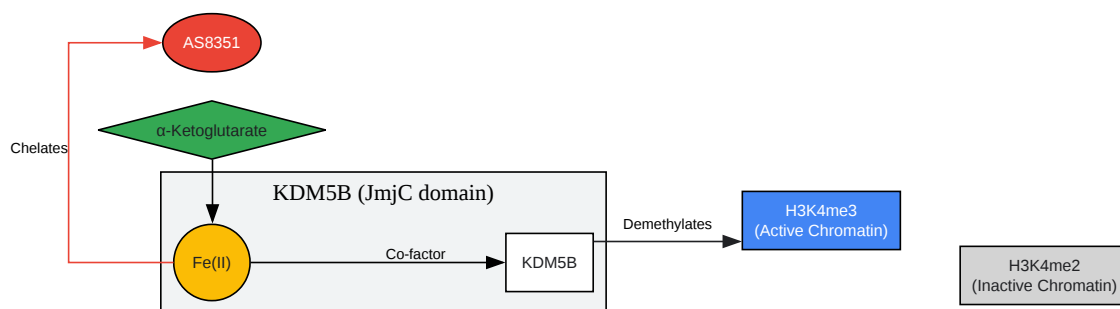 AS8351
α-Ketoglutarate
Chelates
KDM5B (JmjC domain)
Fe(II)
Co-factor
KDM5B
Demethylates
H3K4me3
(Active Chromatin)
H3K4me2
(Inactive Chromatin)